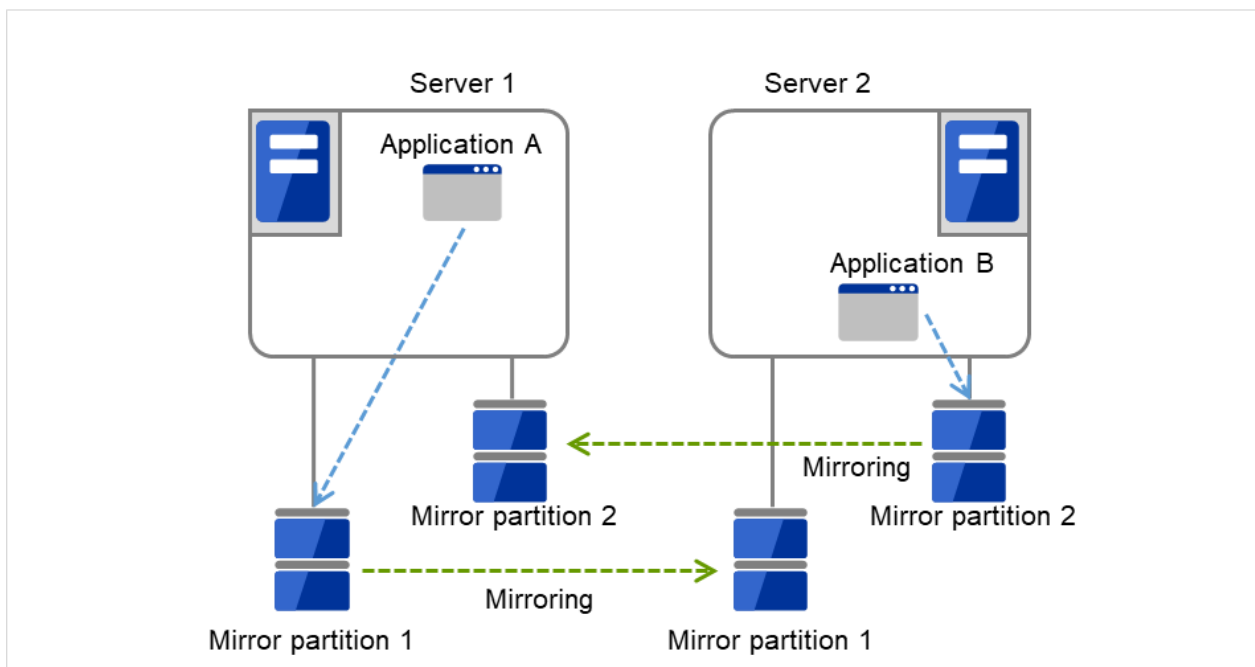 Server 1
Server 2
Application A
Application B
Mirroring
Mirror partition 2
Mirror partition 2
Mirroring
Mirror partition 1
Mirror partition 1